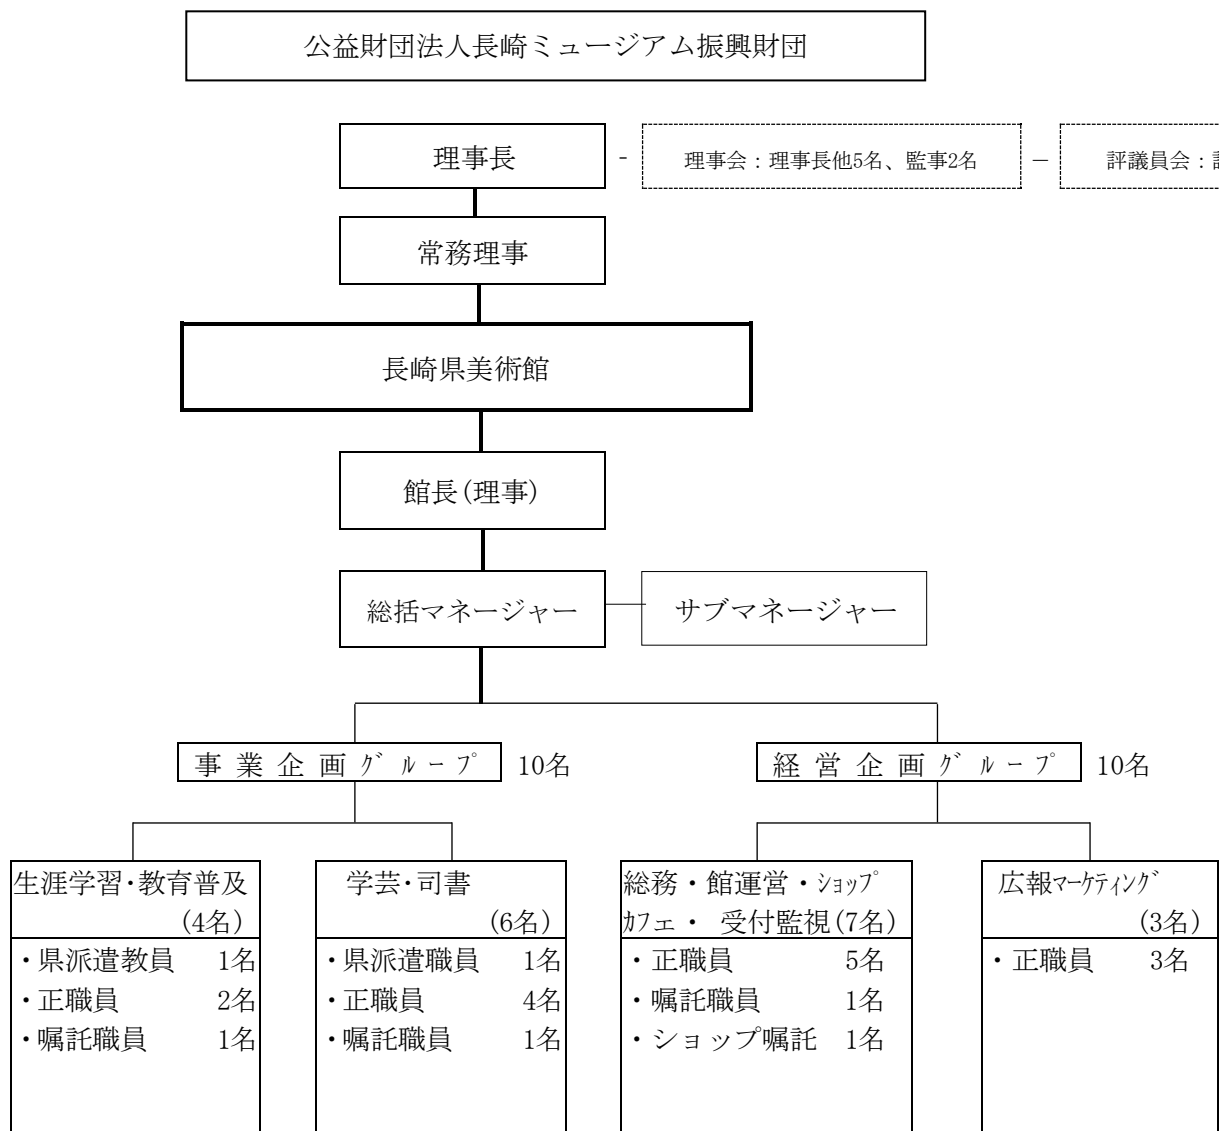 公益財団法人長崎ミュージアム振興財団
理事長 - 理事会：理事長他5名、監事2名 － 評議員会：
常務理事
長崎県美術館
館長(理事)
総括マネージャー サブマネージャー
事業企画ｸﾞﾙｰﾌﾟ 10名
経営企画ｸﾞﾙｰﾌﾟ 10名
生涯学習･教育普及
(4名)
・県派遣教員 1名
・正職員 2名
・嘱託職員 1名
学芸･司書
(6名)
・県派遣職員 1名
・正職員 4名
・嘱託職員 1名
総務・館運営・ｼｮｯﾌﾟ
ｶﾌｪ・ 受付監視(7名)
・正職員 5名
・嘱託職員 1名
・ショップ嘱託 1名
広報ﾏｰｹﾃｨﾝｸﾞ
(3名)
・正職員 3名